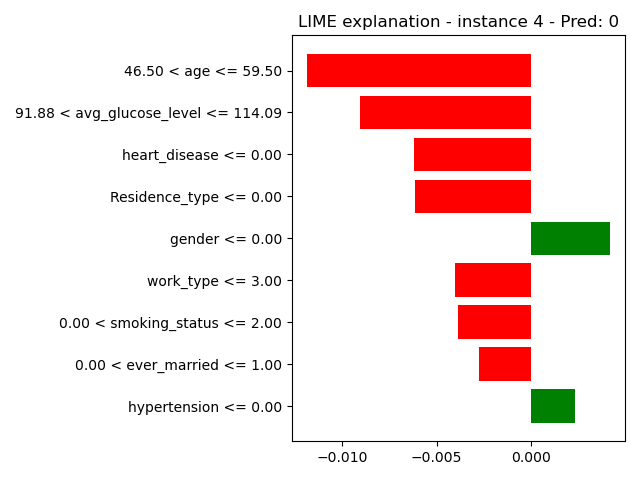 LIME explanation - instance 4 - Pred: 0
46.50 < age <= 59.50
91.88 < avg_glucose_level <= 114.09
heart_disease <= 0.00
Residence_type <= 0.00
gender <= 0.00
work_type <= 3.00
0.00 < smoking_status <= 2.00
0.00 < ever_married <= 1.00
hypertension <= 0.00
−0.010 −0.005 0.000